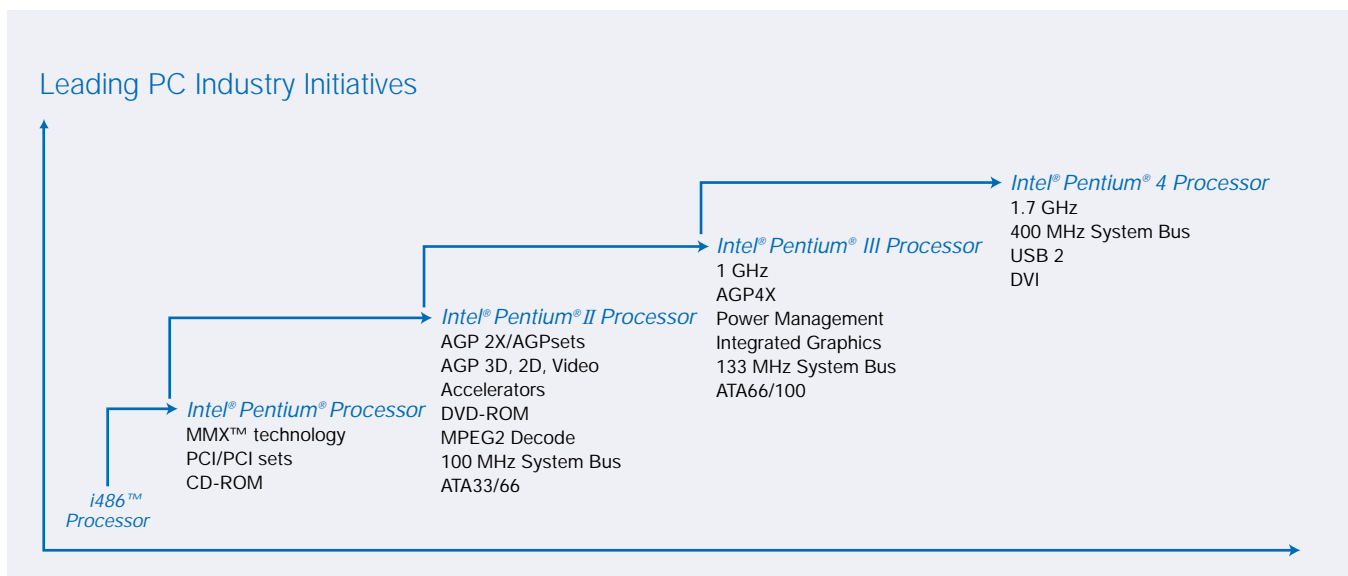 Leading PC Industry Initiatives
Intel® Pentium® 4 Processor
1.7 GHz
400 MHz System Bus
USB 2
DVI
Intel® Pentium® III Processor
1 GHz
AGP4X
Power Management
Integrated Graphics
133 MHz System Bus
ATA66/100
Intel® Pentium® II Processor
AGP 2X/AGPsets
AGP 3D, 2D, Video
Accelerators
DVD-ROM
MPEG2 Decode
100 MHz System Bus
ATA33/66
Intel® Pentium® Processor
MMX™ technology
PCI/PCI sets
CD-ROM
i486™
Processor